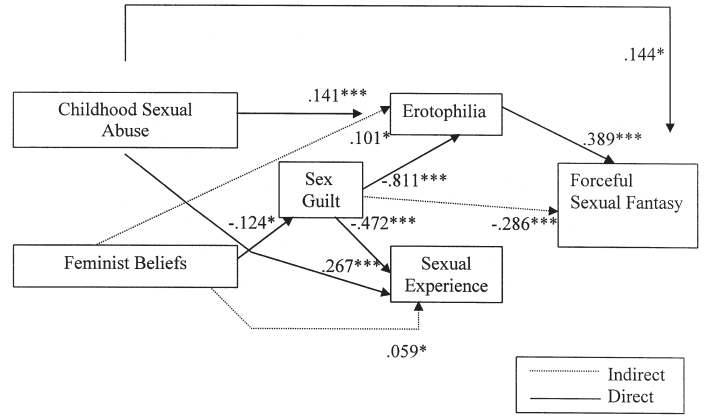 .144*
Childhood Sexual
Abuse
.141***
Erotophilia
.101*
.389***
Sex
Guilt
-.811***
Forceful
Sexual Fantasy
-.124*
-.472***
-.286***
Feminist Beliefs
.267***
Sexual
Experience
.059*
Indirect
Direct